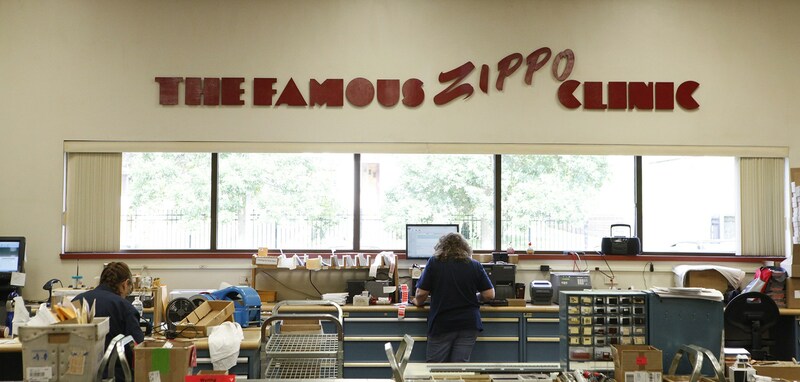 THE FAMOUS ZIPPO CLINIC